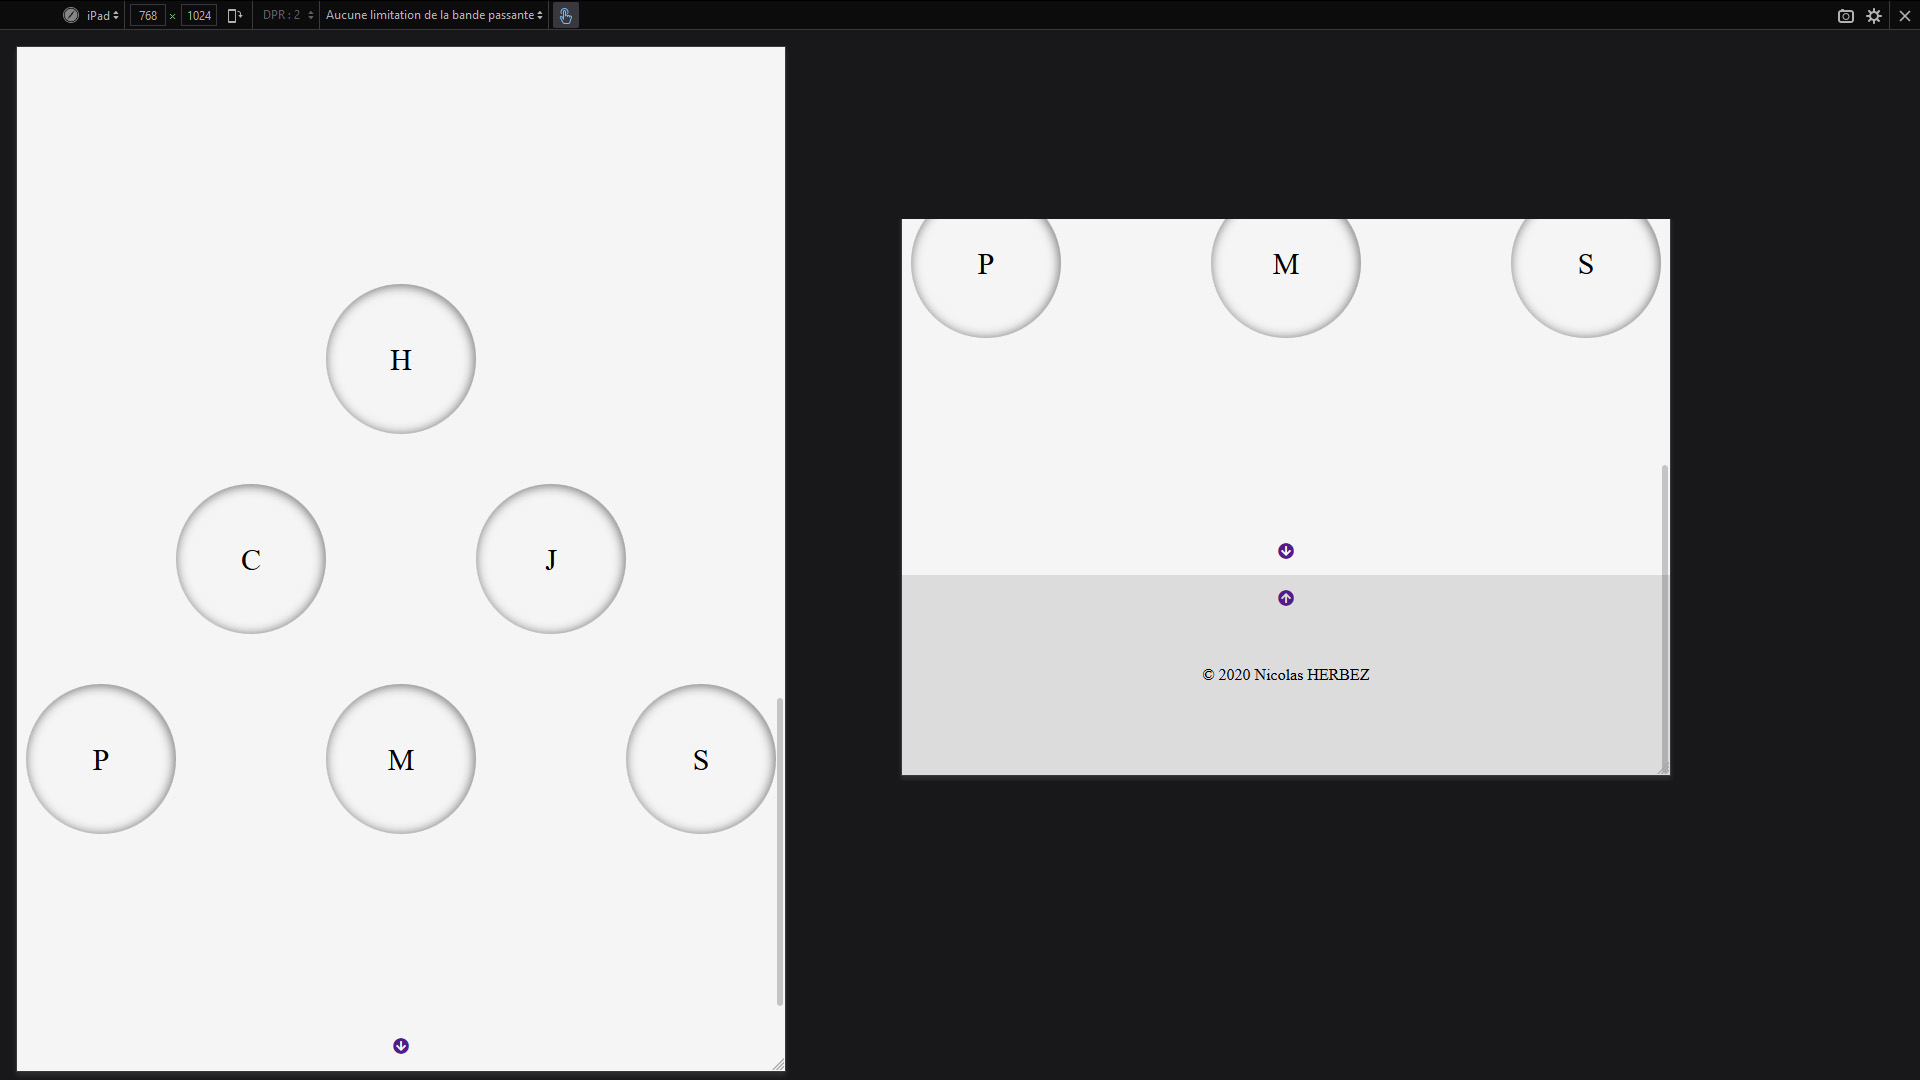 iPad 768 × 1024 DPR : 2 Aucune limitation de la bande passante
H
C J
P M S
P M S
© 2020 Nicolas HERBEZ